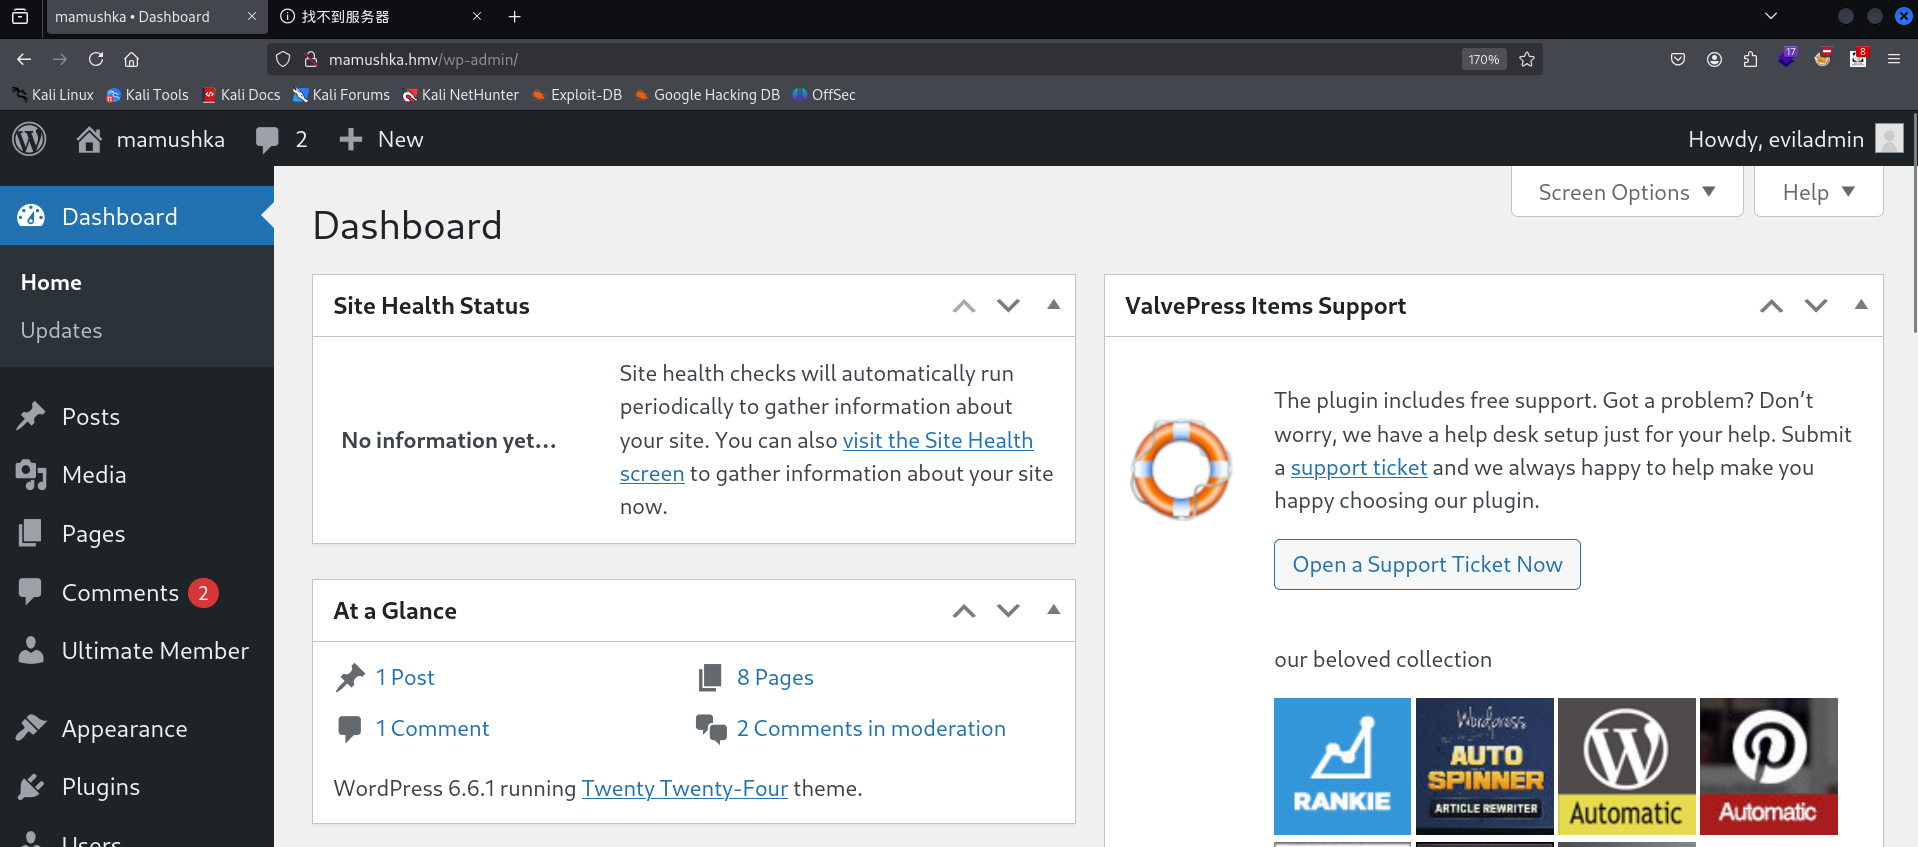 mamushka • Dashboard
找不到服务器
mamushka.hmv/wp-admin/
170%
17
8
Kali Linux
Kali Tools
Kali Docs
Kali Forums
Kali NetHunter
Exploit-DB
Google Hacking DB
OffSec
mamushka
2
New
Howdy, eviladmin
Screen Options
Help
Dashboard
Home
Updates
Posts
Media
Pages
Comments 2
Ultimate Member
Appearance
Plugins
Users
Dashboard
Site Health Status
No information yet…
Site health checks will automatically run
periodically to gather information about
your site. You can also visit the Site Health
screen to gather information about your site
now.
At a Glance
1 Post
8 Pages
1 Comment
2 Comments in moderation
WordPress 6.6.1 running Twenty Twenty-Four theme.
ValvePress Items Support
The plugin includes free support. Got a problem? Don’t
worry, we have a help desk setup just for your help. Submit
a support ticket and we always happy to help make you
happy choosing our plugin.
Open a Support Ticket Now
our beloved collection
RANKIE
Wordpress
AUTO
SPINNER
ARTICLE REWRITER
Automatic
Automatic